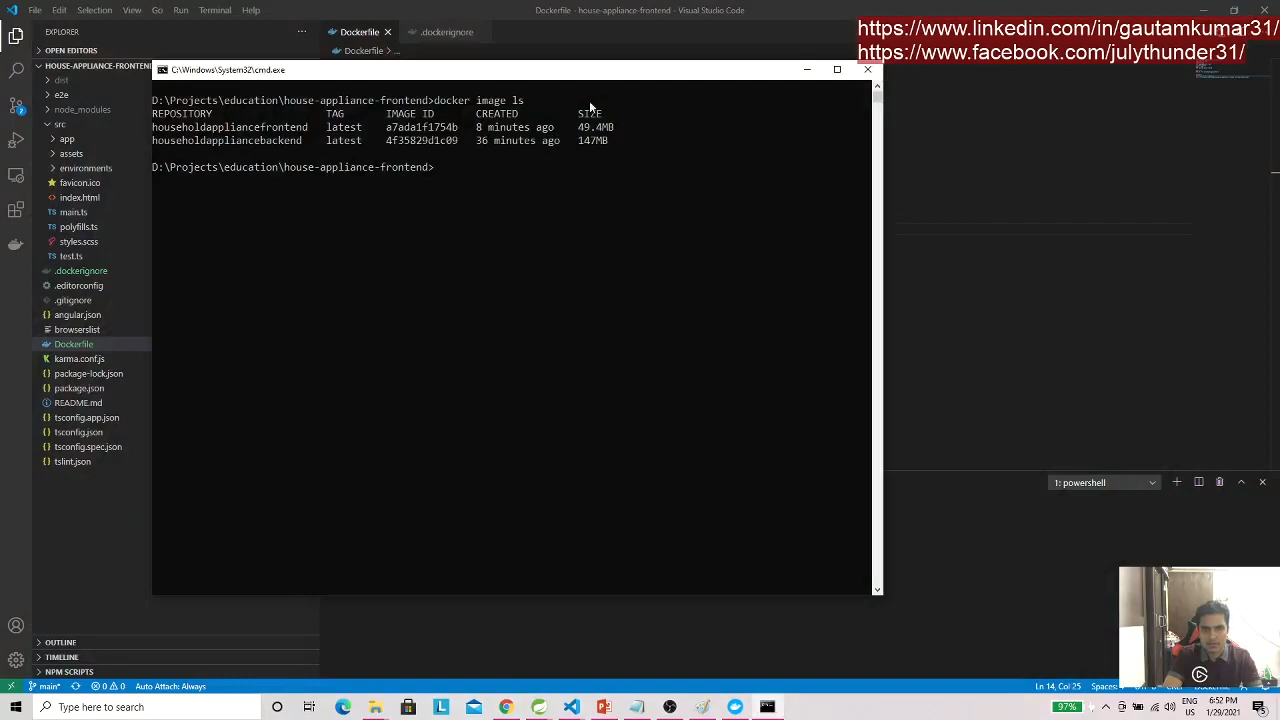 File Edit Selection View Go Run Terminal Help
Dockerfile - house-appliance-frontend - Visual Studio Code
https://www.linkedin.com/in/gautamkumar31/
https://www.facebook.com/julythunder31/
EXPLORER
Dockerfile
.dockerignore
OPEN EDITORS
Dockerfile > ...
HOUSE-APPLIANCE-FRONTEND
dist
e2e
node_modules
src
app
assets
environments
favicon.ico
index.html
main.ts
polyfills.ts
styles.scss
test.ts
.dockerignore
.editorconfig
.gitignore
angular.json
browserslist
Dockerfile
karma.conf.js
package-lock.json
package.json
README.md
tsconfig.app.json
tsconfig.json
tsconfig.spec.json
tslint.json
C:\Windows\System32\cmd.exe
D:\Projects\education\house-appliance-frontend>docker image ls
REPOSITORY TAG IMAGE ID CREATED SIZE
householdappliancefrontend latest a7ada1f1754b 8 minutes ago 49.4MB
householdappliancebackend latest 4f35829d1c09 36 minutes ago 147MB
D:\Projects\education\house-appliance-frontend>
1: powershell
OUTLINE
TIMELINE
NPM SCRIPTS
main* 0 0 Auto Attach: Always
Ln 14, Col 25
Type here to search
97%
ENG
US
6:52 PM
1/29/2021